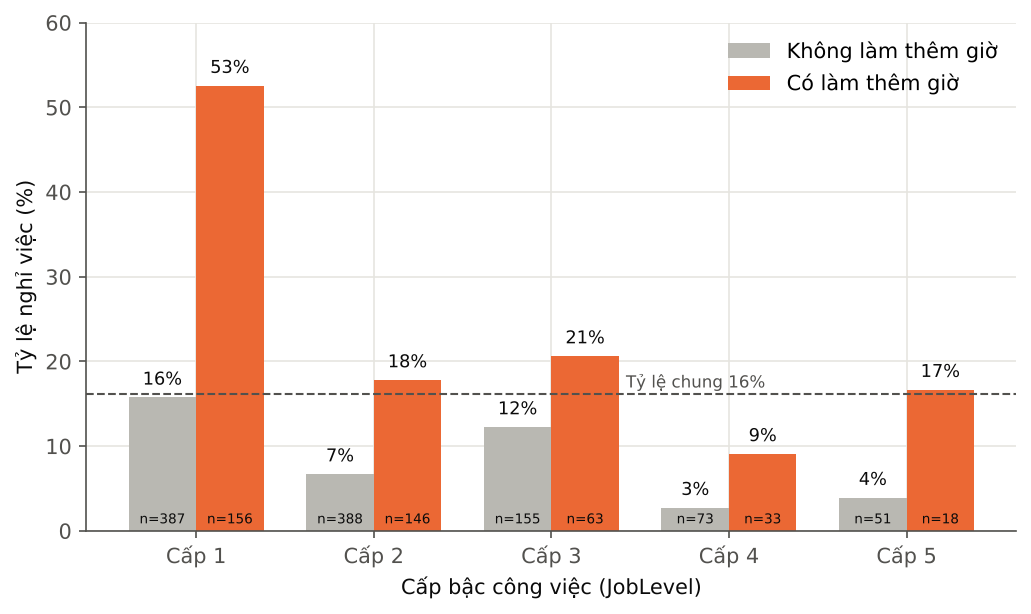 60
50
40
30
20
10
0
Tỷ lệ nghỉ việc (%)
Không làm thêm giờ
Có làm thêm giờ
16%
53%
7%
18%
12%
21%
Tỷ lệ chung 16%
3%
9%
4%
17%
n=387
n=156
n=388
n=146
n=155
n=63
n=73
n=33
n=51
n=18
Cấp 1
Cấp 2
Cấp 3
Cấp 4
Cấp 5
Cấp bậc công việc (JobLevel)